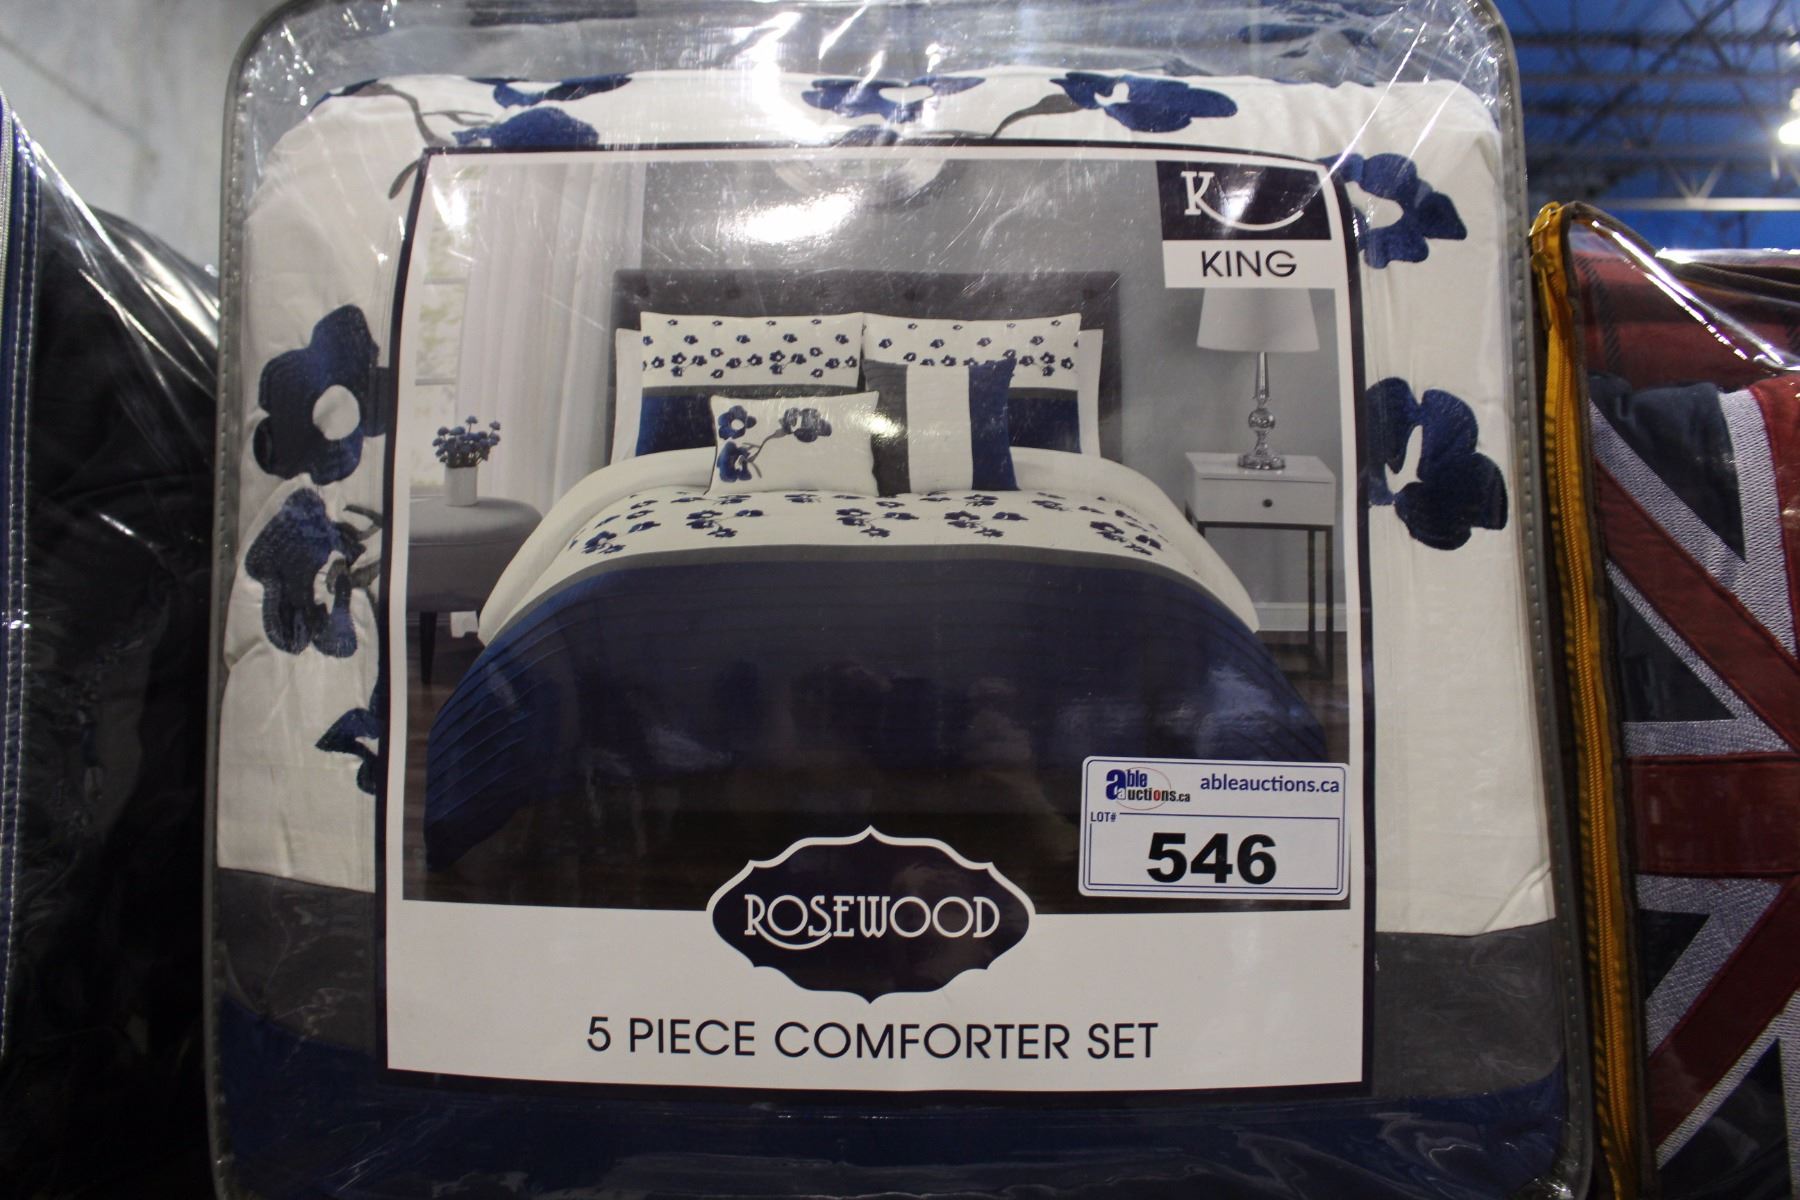 K
KING
able auctions.ca
ableauctions.ca
LOT#
546
ROSEWOOD
5 PIECE COMFORTER SET